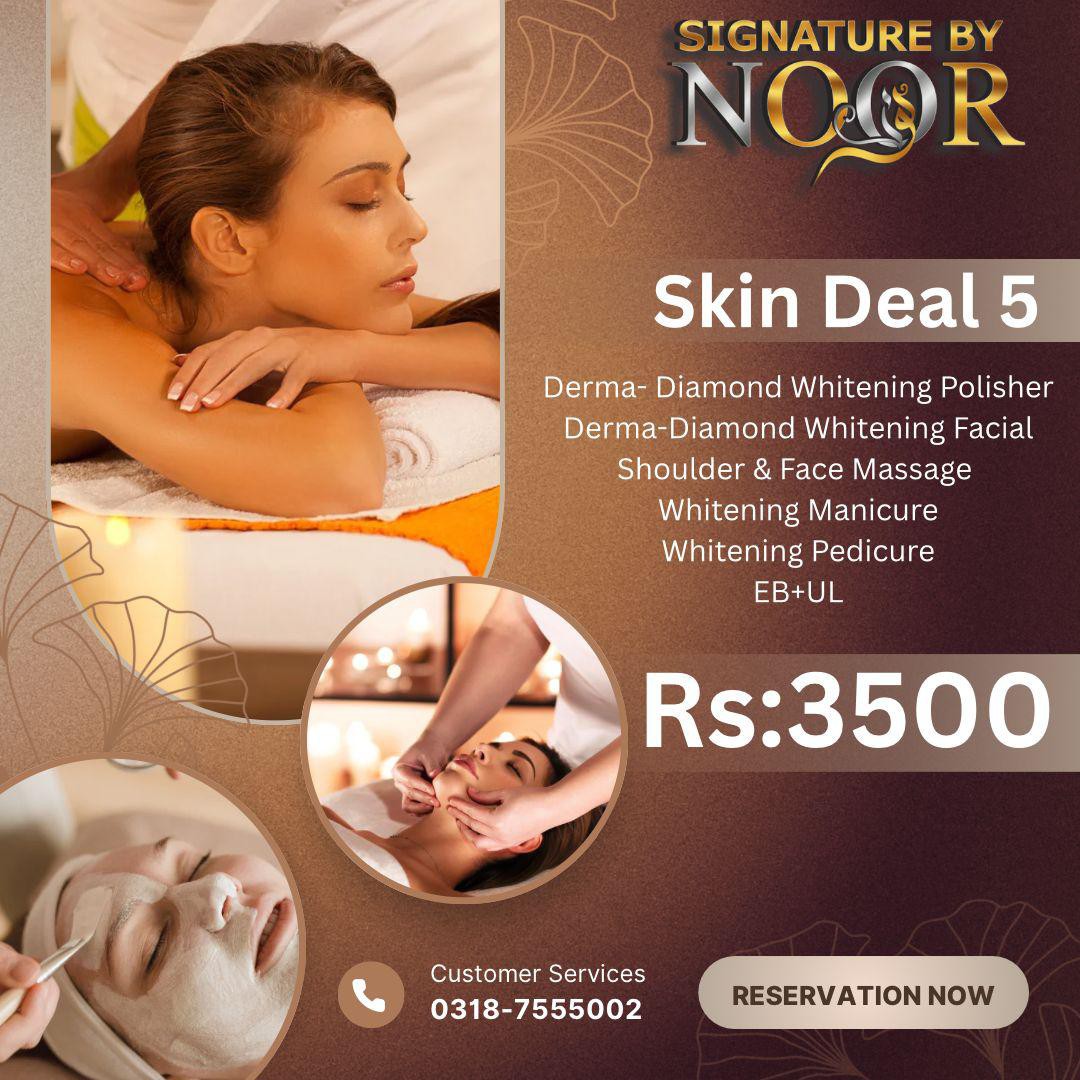 SIGNATURE BY
NOOR
Skin Deal 5
Derma- Diamond Whitening Polisher
Derma-Diamond Whitening Facial
Shoulder & Face Massage
Whitening Manicure
Whitening Pedicure
EB+UL
Rs:3500
Customer Services
0318-7555002
RESERVATION NOW